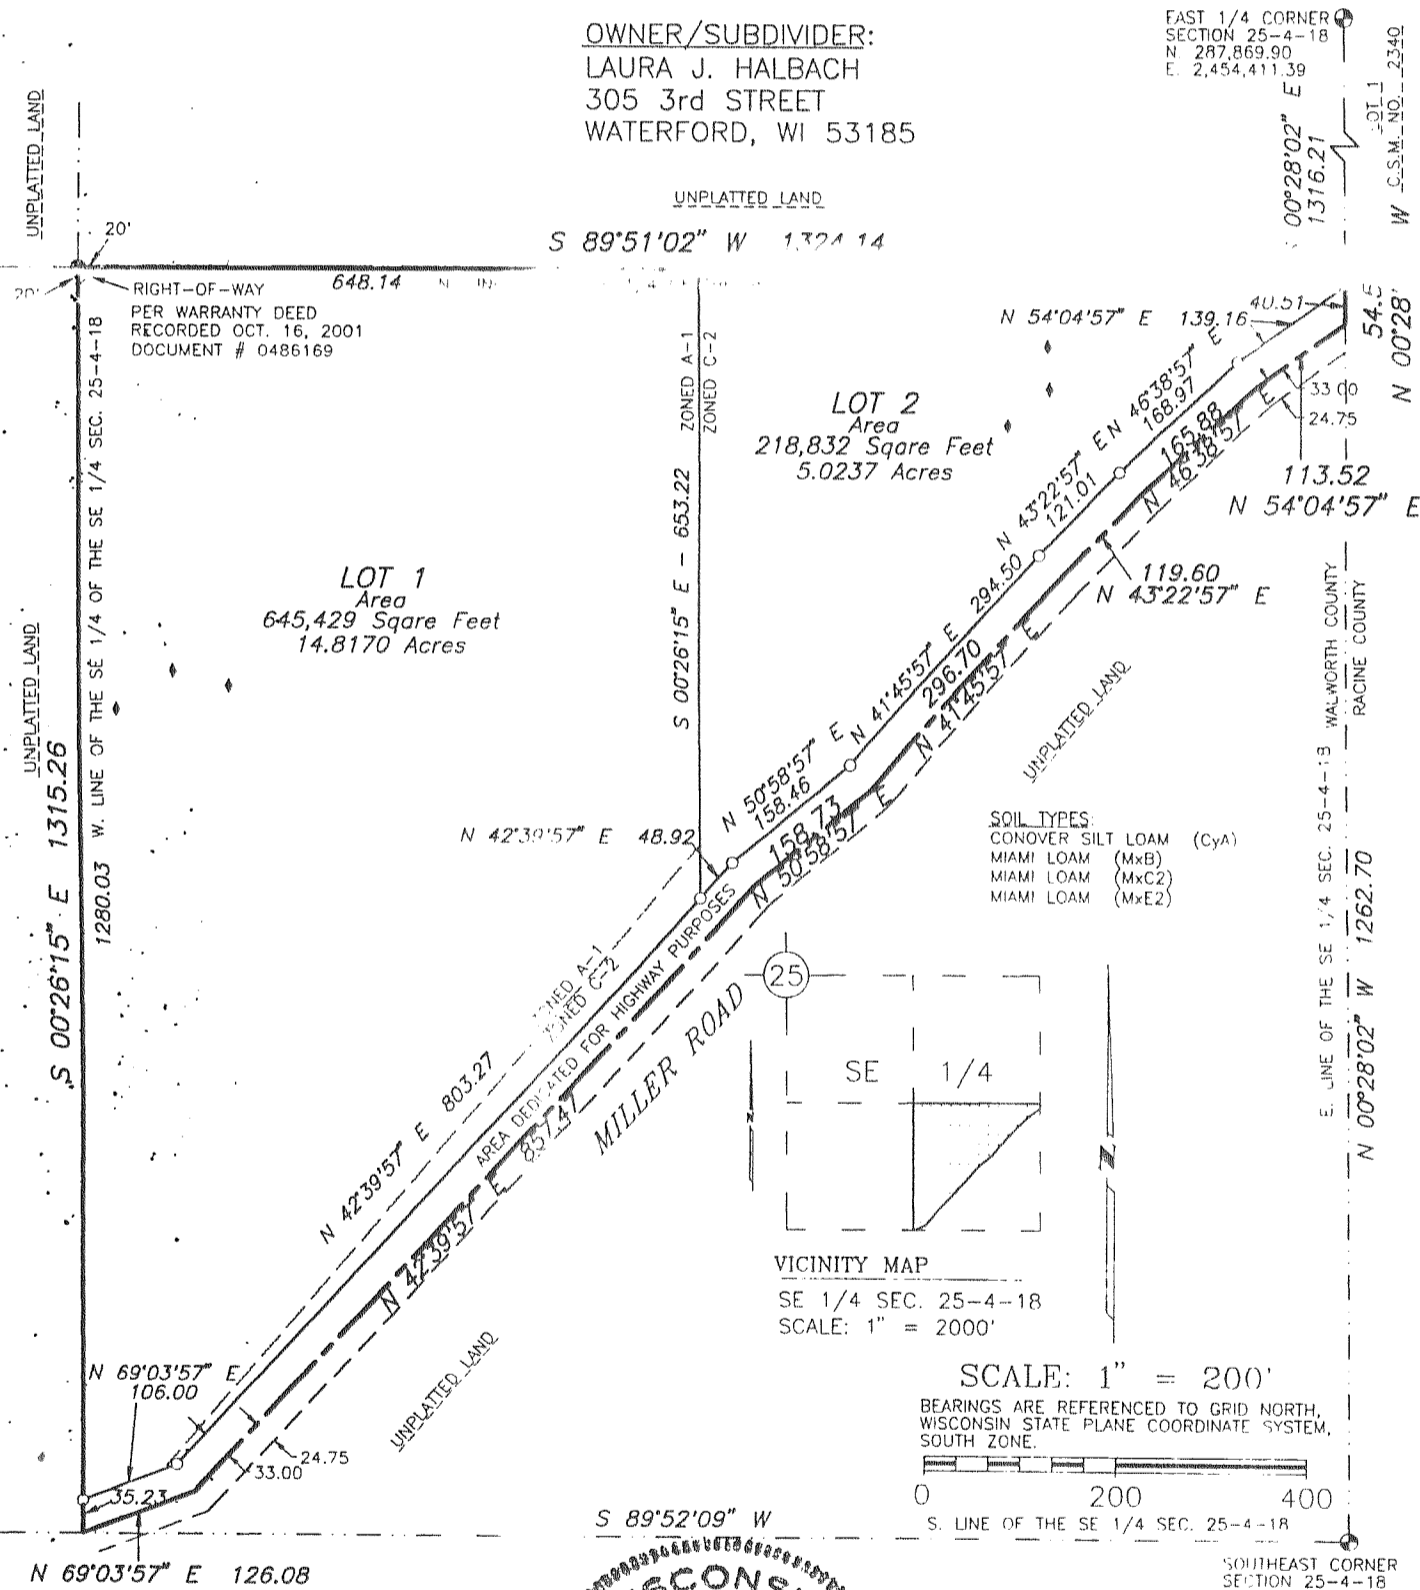 OWNER/SUBDIVIDER:
LAURA J. HALBACH
305 3rd STREET
WATERFORD, WI 53185
EAST 1/4 CORNER
SECTION 25-4-18
N. 287,869.90
E. 2,454,411.39
00°28'02" E
1316.21
LOT 1
W C.S.M. NO. 2340
UNPLATTED LAND
UNPLATTED LAND
S 89°51'02" W 1324.14
20'
20'
648.14
RIGHT-OF-WAY
PER WARRANTY DEED
RECORDED OCT. 16, 2001
DOCUMENT # 0486169
W. LINE OF THE SE 1/4 OF THE SE 1/4 SEC. 25-4-18
ZONED A-1
ZONED C-2
S 00°26'15" E - 653.22
LOT 2
Area
218,832 Sqare Feet
5.0237 Acres
LOT 1
Area
645,429 Sqare Feet
14.8170 Acres
N 54°04'57" E 139.16
40.51
54.5
N 00°28'
33.00
24.75
N 46°38'57" E
168.97
165.88
N 46°38'57" E
113.52
N 54°04'57" E
N 43°22'57" E
121.01
119.60
N 43°22'57" E
N 41°45'57" E 294.50
296.70
N 41°45'57" E
N 50°58'57" E
158.46
158.73
N 50°58'57" E
N 42°39'57" E 48.92
UNPLATTED LAND
UNPLATTED LAND
S 00°26'15" E 1315.26
1280.03
WALWORTH COUNTY
RACINE COUNTY
E. LINE OF THE SE 1/4 SEC. 25-4-18
N 00°28'02" W 1262.70
SOIL TYPES:
CONOVER SILT LOAM (CyA)
MIAMI LOAM (MxB)
MIAMI LOAM (MxC2)
MIAMI LOAM (MxE2)
ZONED C-2
AREA DEDICATED FOR HIGHWAY PURPOSES
N 42°39'57" E 803.27
N 42°39'57" E 857.47
MILLER ROAD
25
SE 1/4
N
N
VICINITY MAP
SE 1/4 SEC. 25-4-18
SCALE: 1" = 2000'
UNPLATTED LAND
N 69°03'57" E
106.00
24.75
33.00
35.23
N 69°03'57" E 126.08
SCALE: 1" = 200'
BEARINGS ARE REFERENCED TO GRID NORTH,
WISCONSIN STATE PLANE COORDINATE SYSTEM,
SOUTH ZONE.
0 200 400
S 89°52'09" W
S. LINE OF THE SE 1/4 SEC. 25-4-18
SOUTHEAST CORNER
SECTION 25-4-18